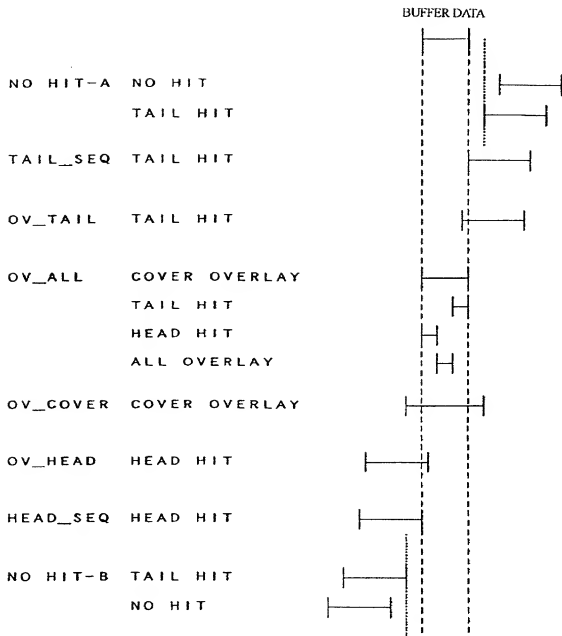 BUFFER DATA
NO HIT-A NO HIT
TAIL HIT
TAIL_SEQ TAIL HIT
OV_TAIL TAIL HIT
OV_ALL COVER OVERLAY
TAIL HIT
HEAD HIT
ALL OVERLAY
OV_COVER COVER OVERLAY
OV_HEAD HEAD HIT
HEAD_SEQ HEAD HIT
NO HIT-B TAIL HIT
NO HIT